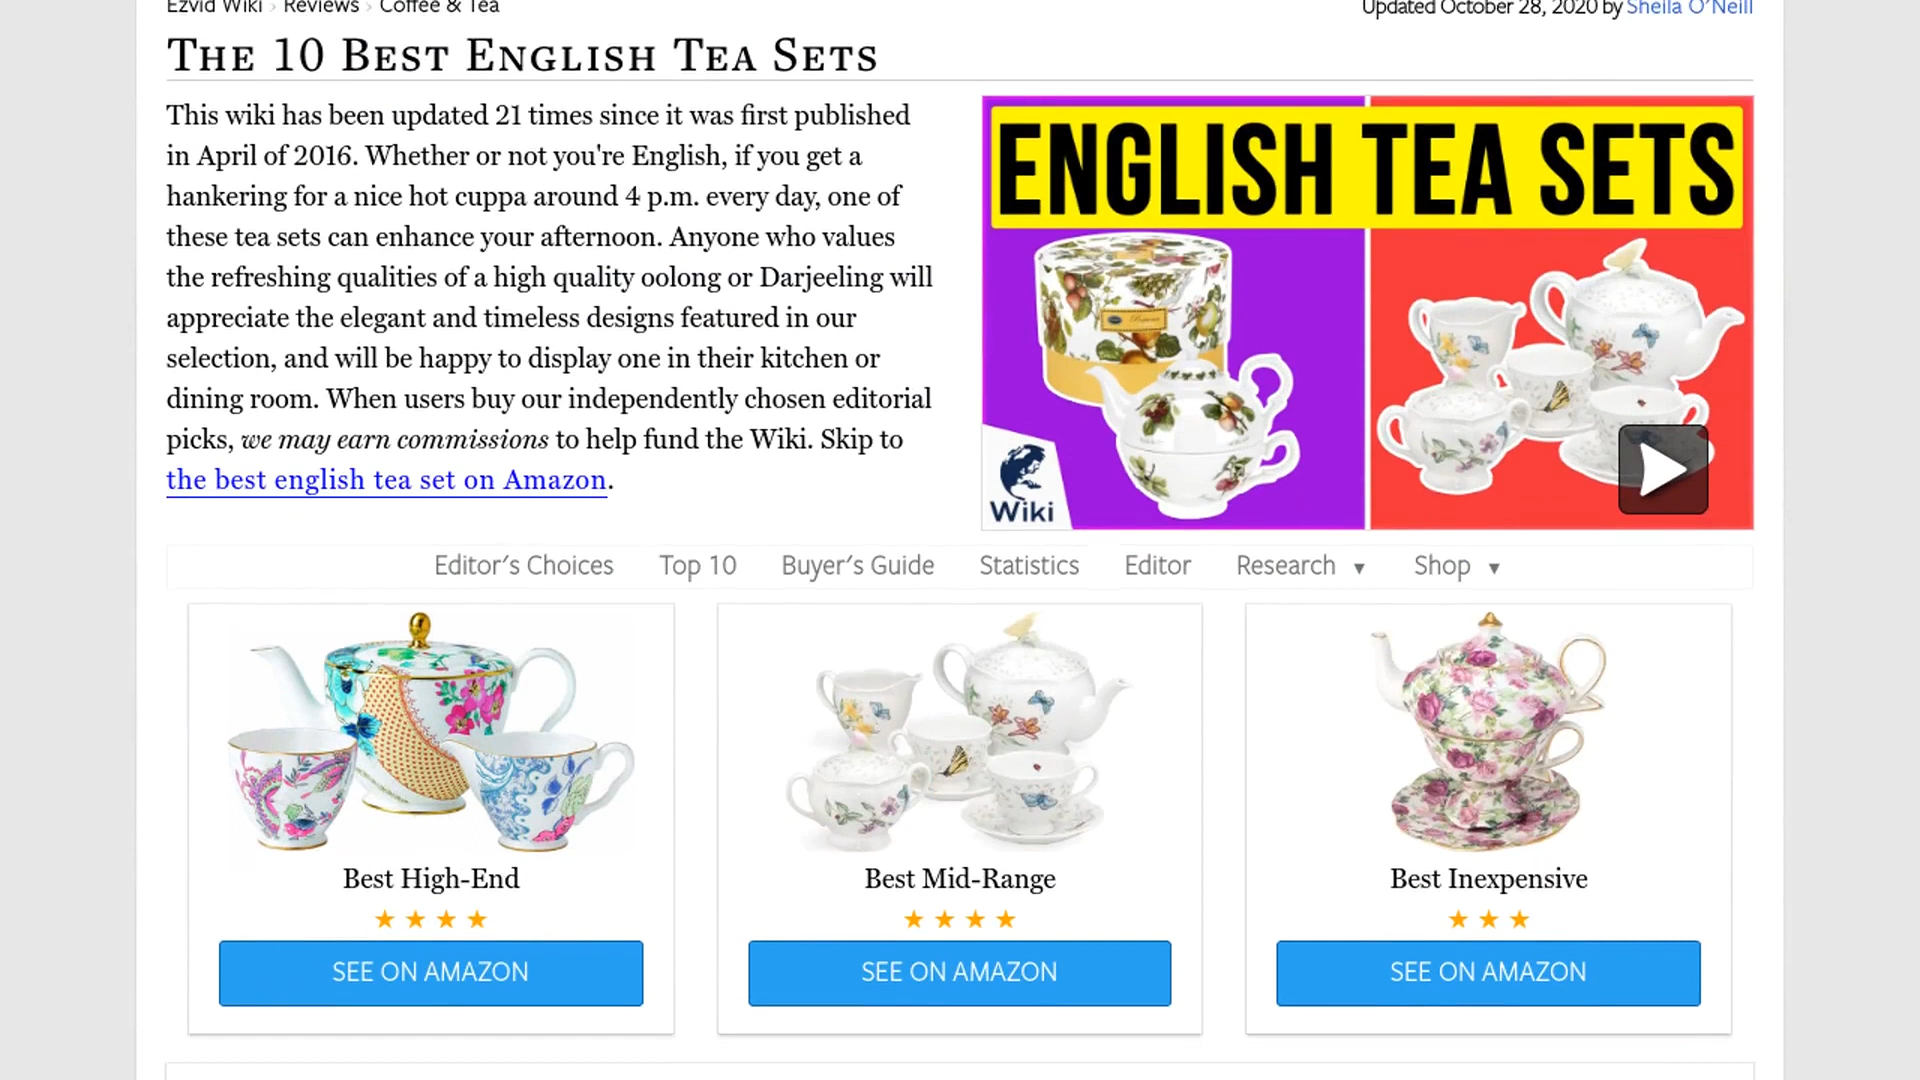 Ezvid Wiki › Reviews › Coffee & Tea
Updated October 28, 2020 by Sheila O'Neill
The 10 Best English Tea Sets
This wiki has been updated 21 times since it was first published
in April of 2016. Whether or not you're English, if you get a
hankering for a nice hot cuppa around 4 p.m. every day, one of
these tea sets can enhance your afternoon. Anyone who values
the refreshing qualities of a high quality oolong or Darjeeling will
appreciate the elegant and timeless designs featured in our
selection, and will be happy to display one in their kitchen or
dining room. When users buy our independently chosen editorial
picks, we may earn commissions to help fund the Wiki. Skip to
the best english tea set on Amazon.
ENGLISH TEA SETS
Wiki
Editor's Choices Top 10 Buyer's Guide Statistics Editor Research ▼ Shop ▼
Best High-End
Best Mid-Range
Best Inexpensive
SEE ON AMAZON
SEE ON AMAZON
SEE ON AMAZON